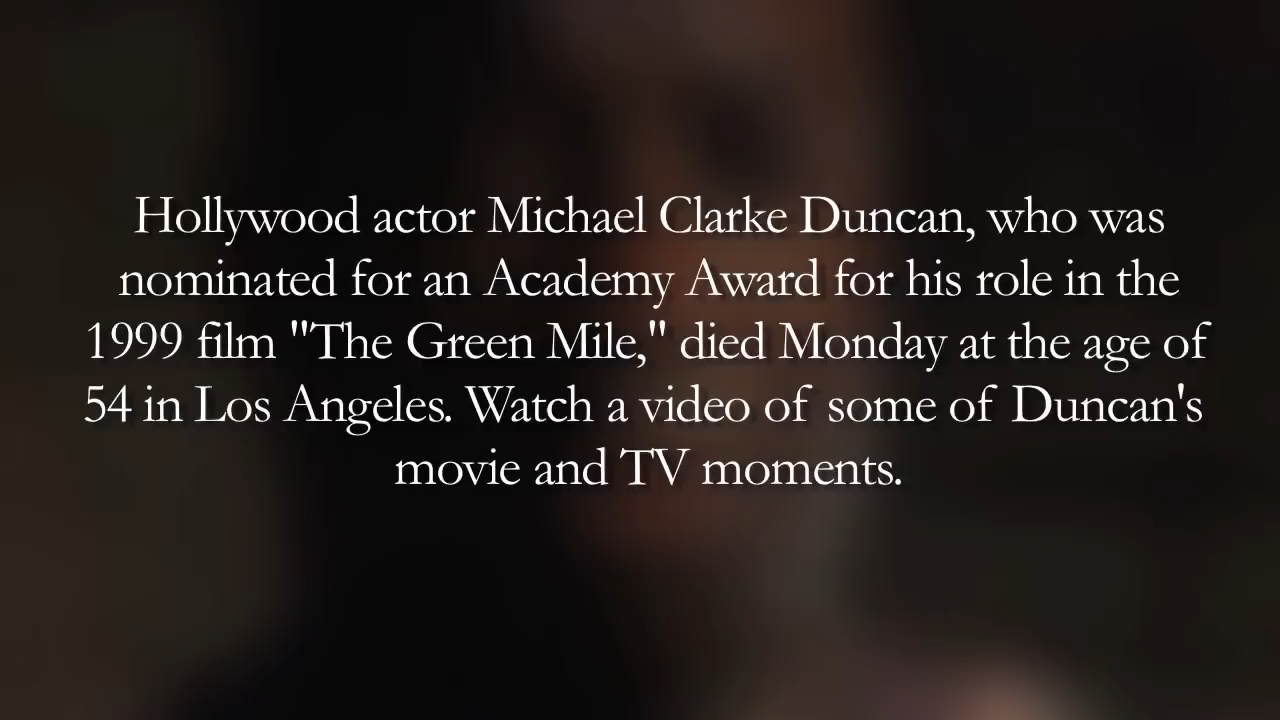 Hollywood actor Michael Clarke Duncan, who was
nominated for an Academy Award for his role in the
1999 film "The Green Mile," died Monday at the age of
54 in Los Angeles. Watch a video of some of Duncan's
movie and TV moments.